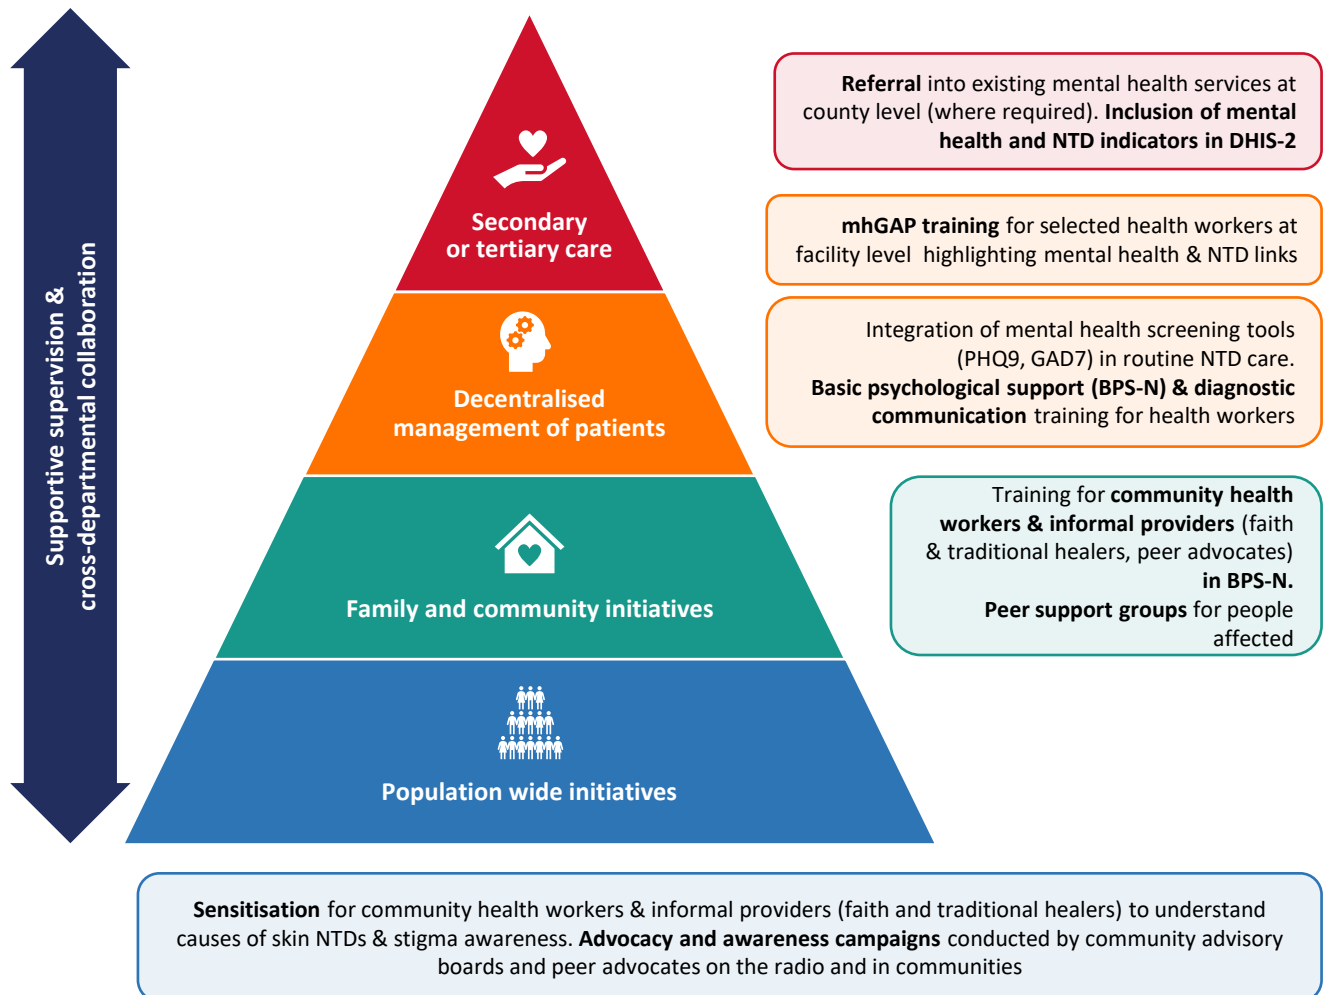 Supportive supervision &
cross-departmental collaboration
Secondary
or tertiary care
Referral into existing mental health services at
county level (where required). Inclusion of mental
health and NTD indicators in DHIS-2
Decentralised
management of patients
mhGAP training for selected health workers at
facility level highlighting mental health & NTD links
Integration of mental health screening tools
(PHQ9, GAD7) in routine NTD care.
Basic psychological support (BPS-N) & diagnostic
communication training for health workers
Family and community initiatives
Training for community health
workers & informal providers (faith
& traditional healers, peer advocates)
in BPS-N.
Peer support groups for people
affected
Population wide initiatives
Sensitisation for community health workers & informal providers (faith and traditional healers) to understand
causes of skin NTDs & stigma awareness. Advocacy and awareness campaigns conducted by community advisory
boards and peer advocates on the radio and in communities